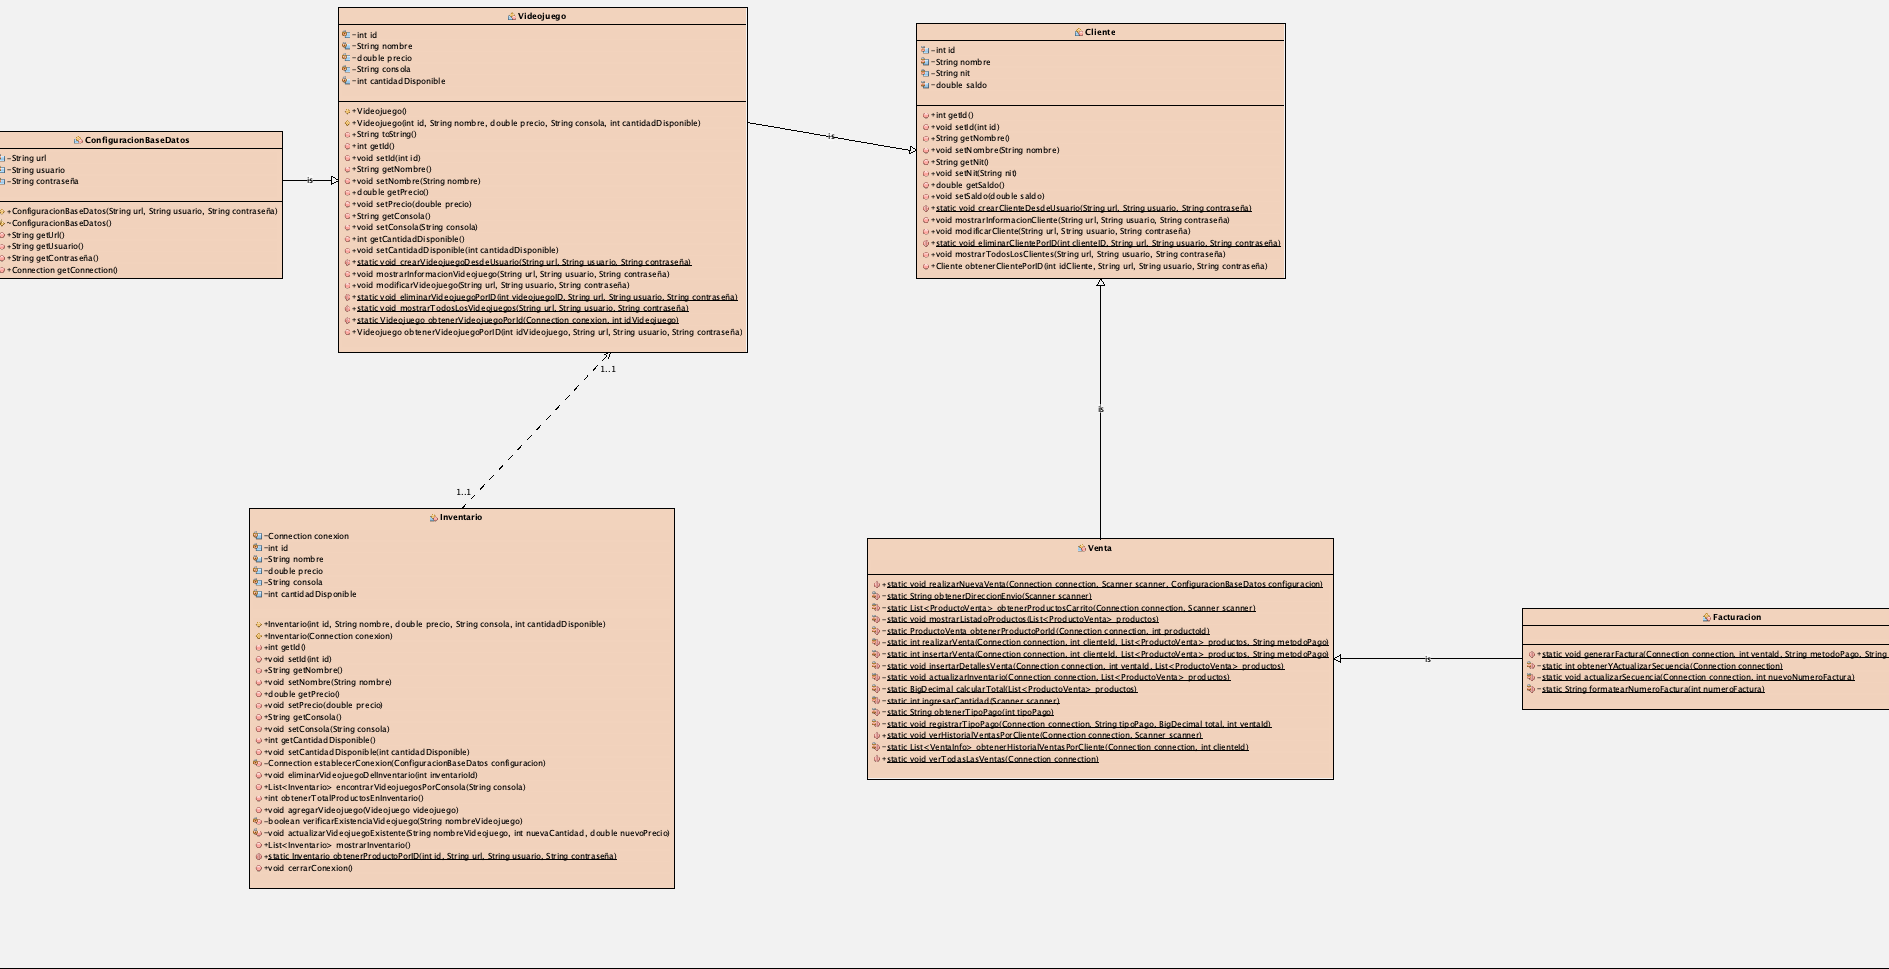 Videojuego
-int id
-String nombre
-double precio
-String consola
-int cantidadDisponible
+Videojuego()
+Videojuego(int id, String nombre, double precio, String consola, int cantidadDisponible)
+String toString()
+int getId()
+void setId(int id)
+String getNombre()
+void setNombre(String nombre)
+double getPrecio()
+void setPrecio(double precio)
+String getConsola()
+void setConsola(String consola)
+int getCantidadDisponible()
+void setCantidadDisponible(int cantidadDisponible)
+static void crearVideojuegoDesdeUsuario(String url, String usuario, String contraseña)
+void mostrarInformacionVideojuego(String url, String usuario, String contraseña)
+void modificarVideojuego(String url, String usuario, String contraseña)
+static void eliminarVideojuegoPorID(int videojuegoID, String url, String usuario, String contraseña)
+static void mostrarTodosLosVideojuegos(String url, String usuario, String contraseña)
+static Videojuego obtenerVideojuegoPorId(Connection conexion, int idVideojuego)
+Videojuego obtenerVideojuegoPorID(int idVideojuego, String url, String usuario, String contraseña)
Cliente
-int id
-String nombre
-String nit
-double saldo
+int getId()
+void setId(int id)
+String getNombre()
+void setNombre(String nombre)
+String getNit()
+void setNit(String nit)
+double getSaldo()
+void setSaldo(double saldo)
+static void crearClienteDesdeUsuario(String url, String usuario, String contraseña)
+void mostrarInformacionCliente(String url, String usuario, String contraseña)
+void modificarCliente(String url, String usuario, String contraseña)
+static void eliminarClientePorID(int clienteID, String url, String usuario, String contraseña)
+void mostrarTodosLosClientes(String url, String usuario, String contraseña)
+Cliente obtenerClientePorID(int idCliente, String url, String usuario, String contraseña)
ConfiguracionBaseDatos
-String url
-String usuario
-String contraseña
+ConfiguracionBaseDatos(String url, String usuario, String contraseña)
~ConfiguracionBaseDatos()
+String getUrl()
+String getUsuario()
+String getContraseña()
+Connection getConnection()
is
is
is
1..1
1..1
Inventario
-Connection conexion
-int id
-String nombre
-double precio
-String consola
-int cantidadDisponible
+Inventario(int id, String nombre, double precio, String consola, int cantidadDisponible)
+Inventario(Connection conexion)
+int getId()
+void setId(int id)
+String getNombre()
+void setNombre(String nombre)
+double getPrecio()
+void setPrecio(double precio)
+String getConsola()
+void setConsola(String consola)
+int getCantidadDisponible()
+void setCantidadDisponible(int cantidadDisponible)
-Connection establecerConexion(ConfiguracionBaseDatos configuracion)
+void eliminarVideojuegoDelInventario(int inventarioId)
+List<Inventario> encontrarVideojuegosPorConsola(String consola)
+int obtenerTotalProductosEnInventario()
+void agregarVideojuego(Videojuego videojuego)
-boolean verificarExistenciaVideojuego(String nombreVideojuego)
-void actualizarVideojuegoExistente(String nombreVideojuego, int nuevaCantidad, double nuevoPrecio)
+List<Inventario> mostrarInventario()
+static Inventario obtenerProductoPorID(int id, String url, String usuario, String contraseña)
+void cerrarConexion()
Venta
+static void realizarNuevaVenta(Connection connection, Scanner scanner, ConfiguracionBaseDatos configuracion)
-static String obtenerDireccionEnvio(Scanner scanner)
-static List<ProductoVenta> obtenerProductosCarrito(Connection connection, Scanner scanner)
-static void mostrarListadoProductos(List<ProductoVenta> productos)
-static ProductoVenta obtenerProductoPorId(Connection connection, int productoId)
-static int realizarVenta(Connection connection, int clienteId, List<ProductoVenta> productos, String metodoPago)
-static int insertarVenta(Connection connection, int clienteId, List<ProductoVenta> productos, String metodoPago)
-static void insertarDetallesVenta(Connection connection, int ventaId, List<ProductoVenta> productos)
-static void actualizarInventario(Connection connection, List<ProductoVenta> productos)
-static BigDecimal calcularTotal(List<ProductoVenta> productos)
-static int ingresarCantidad(Scanner scanner)
-static String obtenerTipoPago(int tipoPago)
-static void registrarTipoPago(Connection connection, String tipoPago, BigDecimal total, int ventaId)
+static void verHistorialVentasPorCliente(Connection connection, Scanner scanner)
-static List<VentaInfo> obtenerHistorialVentasPorCliente(Connection connection, int clienteId)
+static void verTodasLasVentas(Connection connection)
is
Facturacion
+static void generarFactura(Connection connection, int ventaId, String metodoPago, String
-static int obtenerYActualizarSecuencia(Connection connection)
-static void actualizarSecuencia(Connection connection, int nuevoNumeroFactura)
-static String formatearNumeroFactura(int numeroFactura)